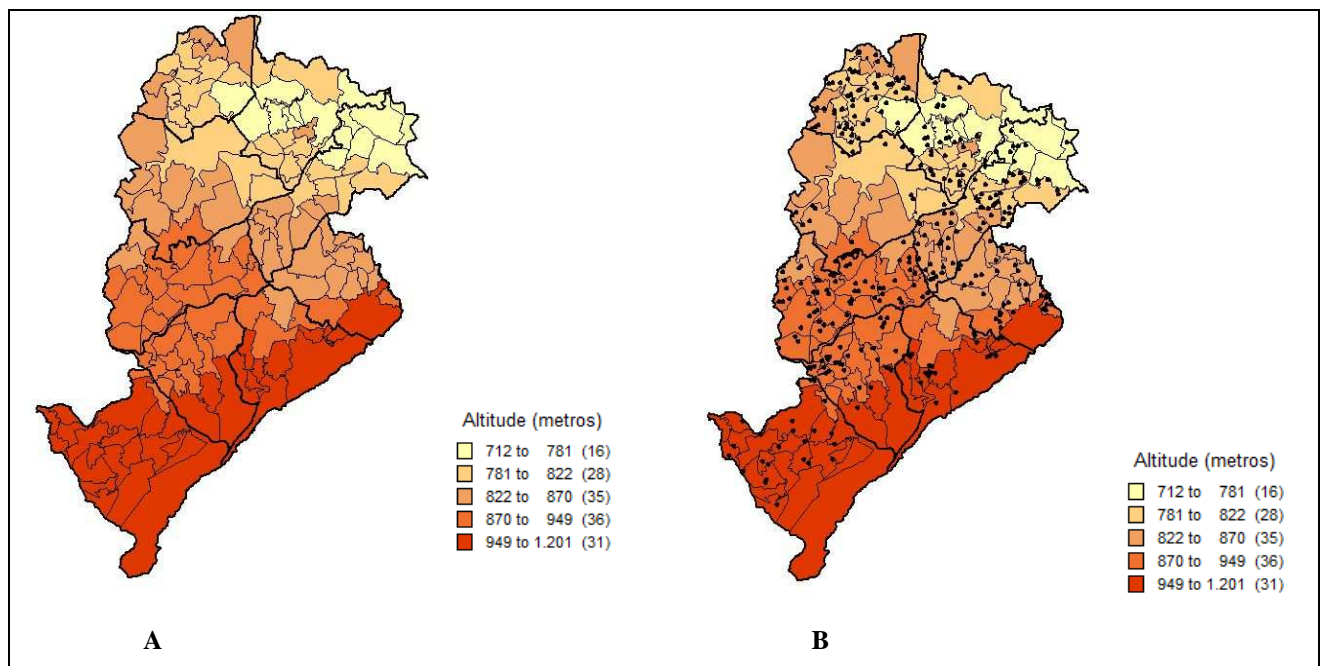 Altitude (metros)
712 to 781 (16)
781 to 822 (28)
822 to 870 (35)
870 to 949 (36)
949 to 1.201 (31)
A
Altitude (metros)
712 to 781 (16)
781 to 822 (28)
822 to 870 (35)
870 to 949 (36)
949 to 1.201 (31)
B